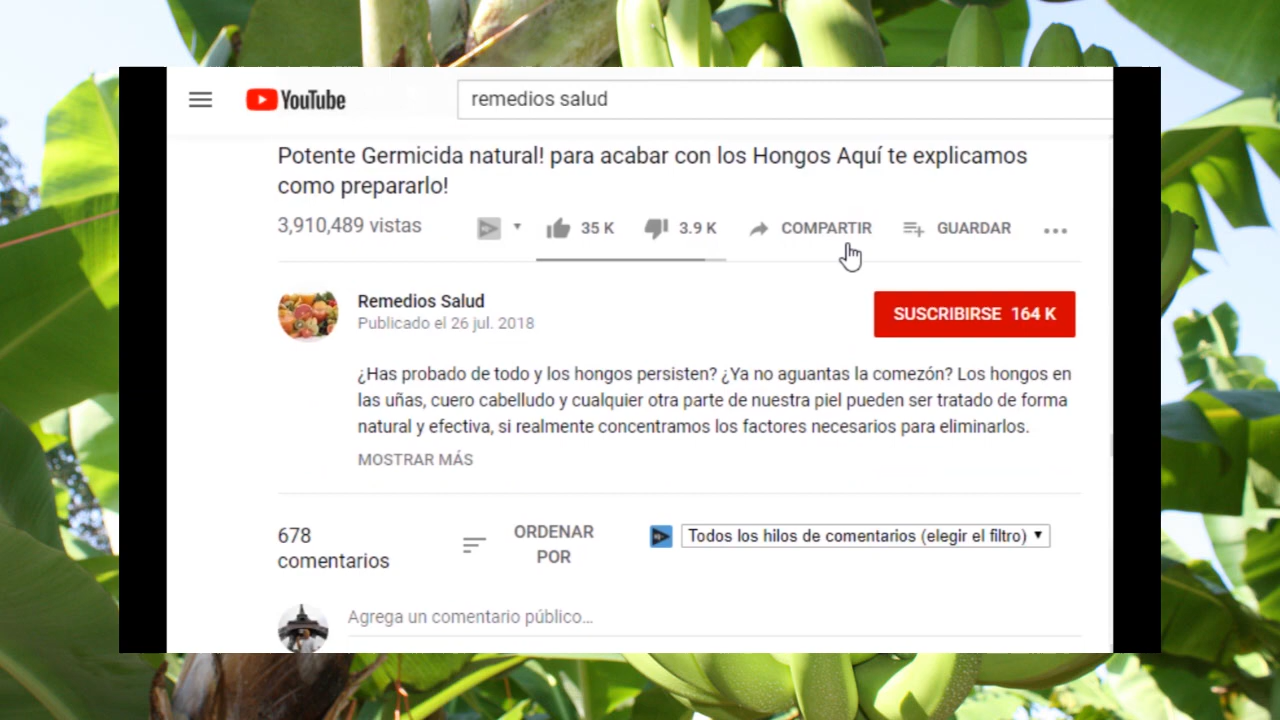 YouTube
remedios salud
Potente Germicida natural! para acabar con los Hongos Aquí te explicamos
como prepararlo!
3,910,489 vistas
35 K
3.9 K
COMPARTIR
GUARDAR
Remedios Salud
Publicado el 26 jul. 2018
SUSCRIBIRSE 164 K
¿Has probado de todo y los hongos persisten? ¿Ya no aguantas la comezón? Los hongos en
las uñas, cuero cabelludo y cualquier otra parte de nuestra piel pueden ser tratado de forma
natural y efectiva, si realmente concentramos los factores necesarios para eliminarlos.
MOSTRAR MÁS
678
comentarios
ORDENAR
POR
Todos los hilos de comentarios (elegir el filtro)
Agrega un comentario público...